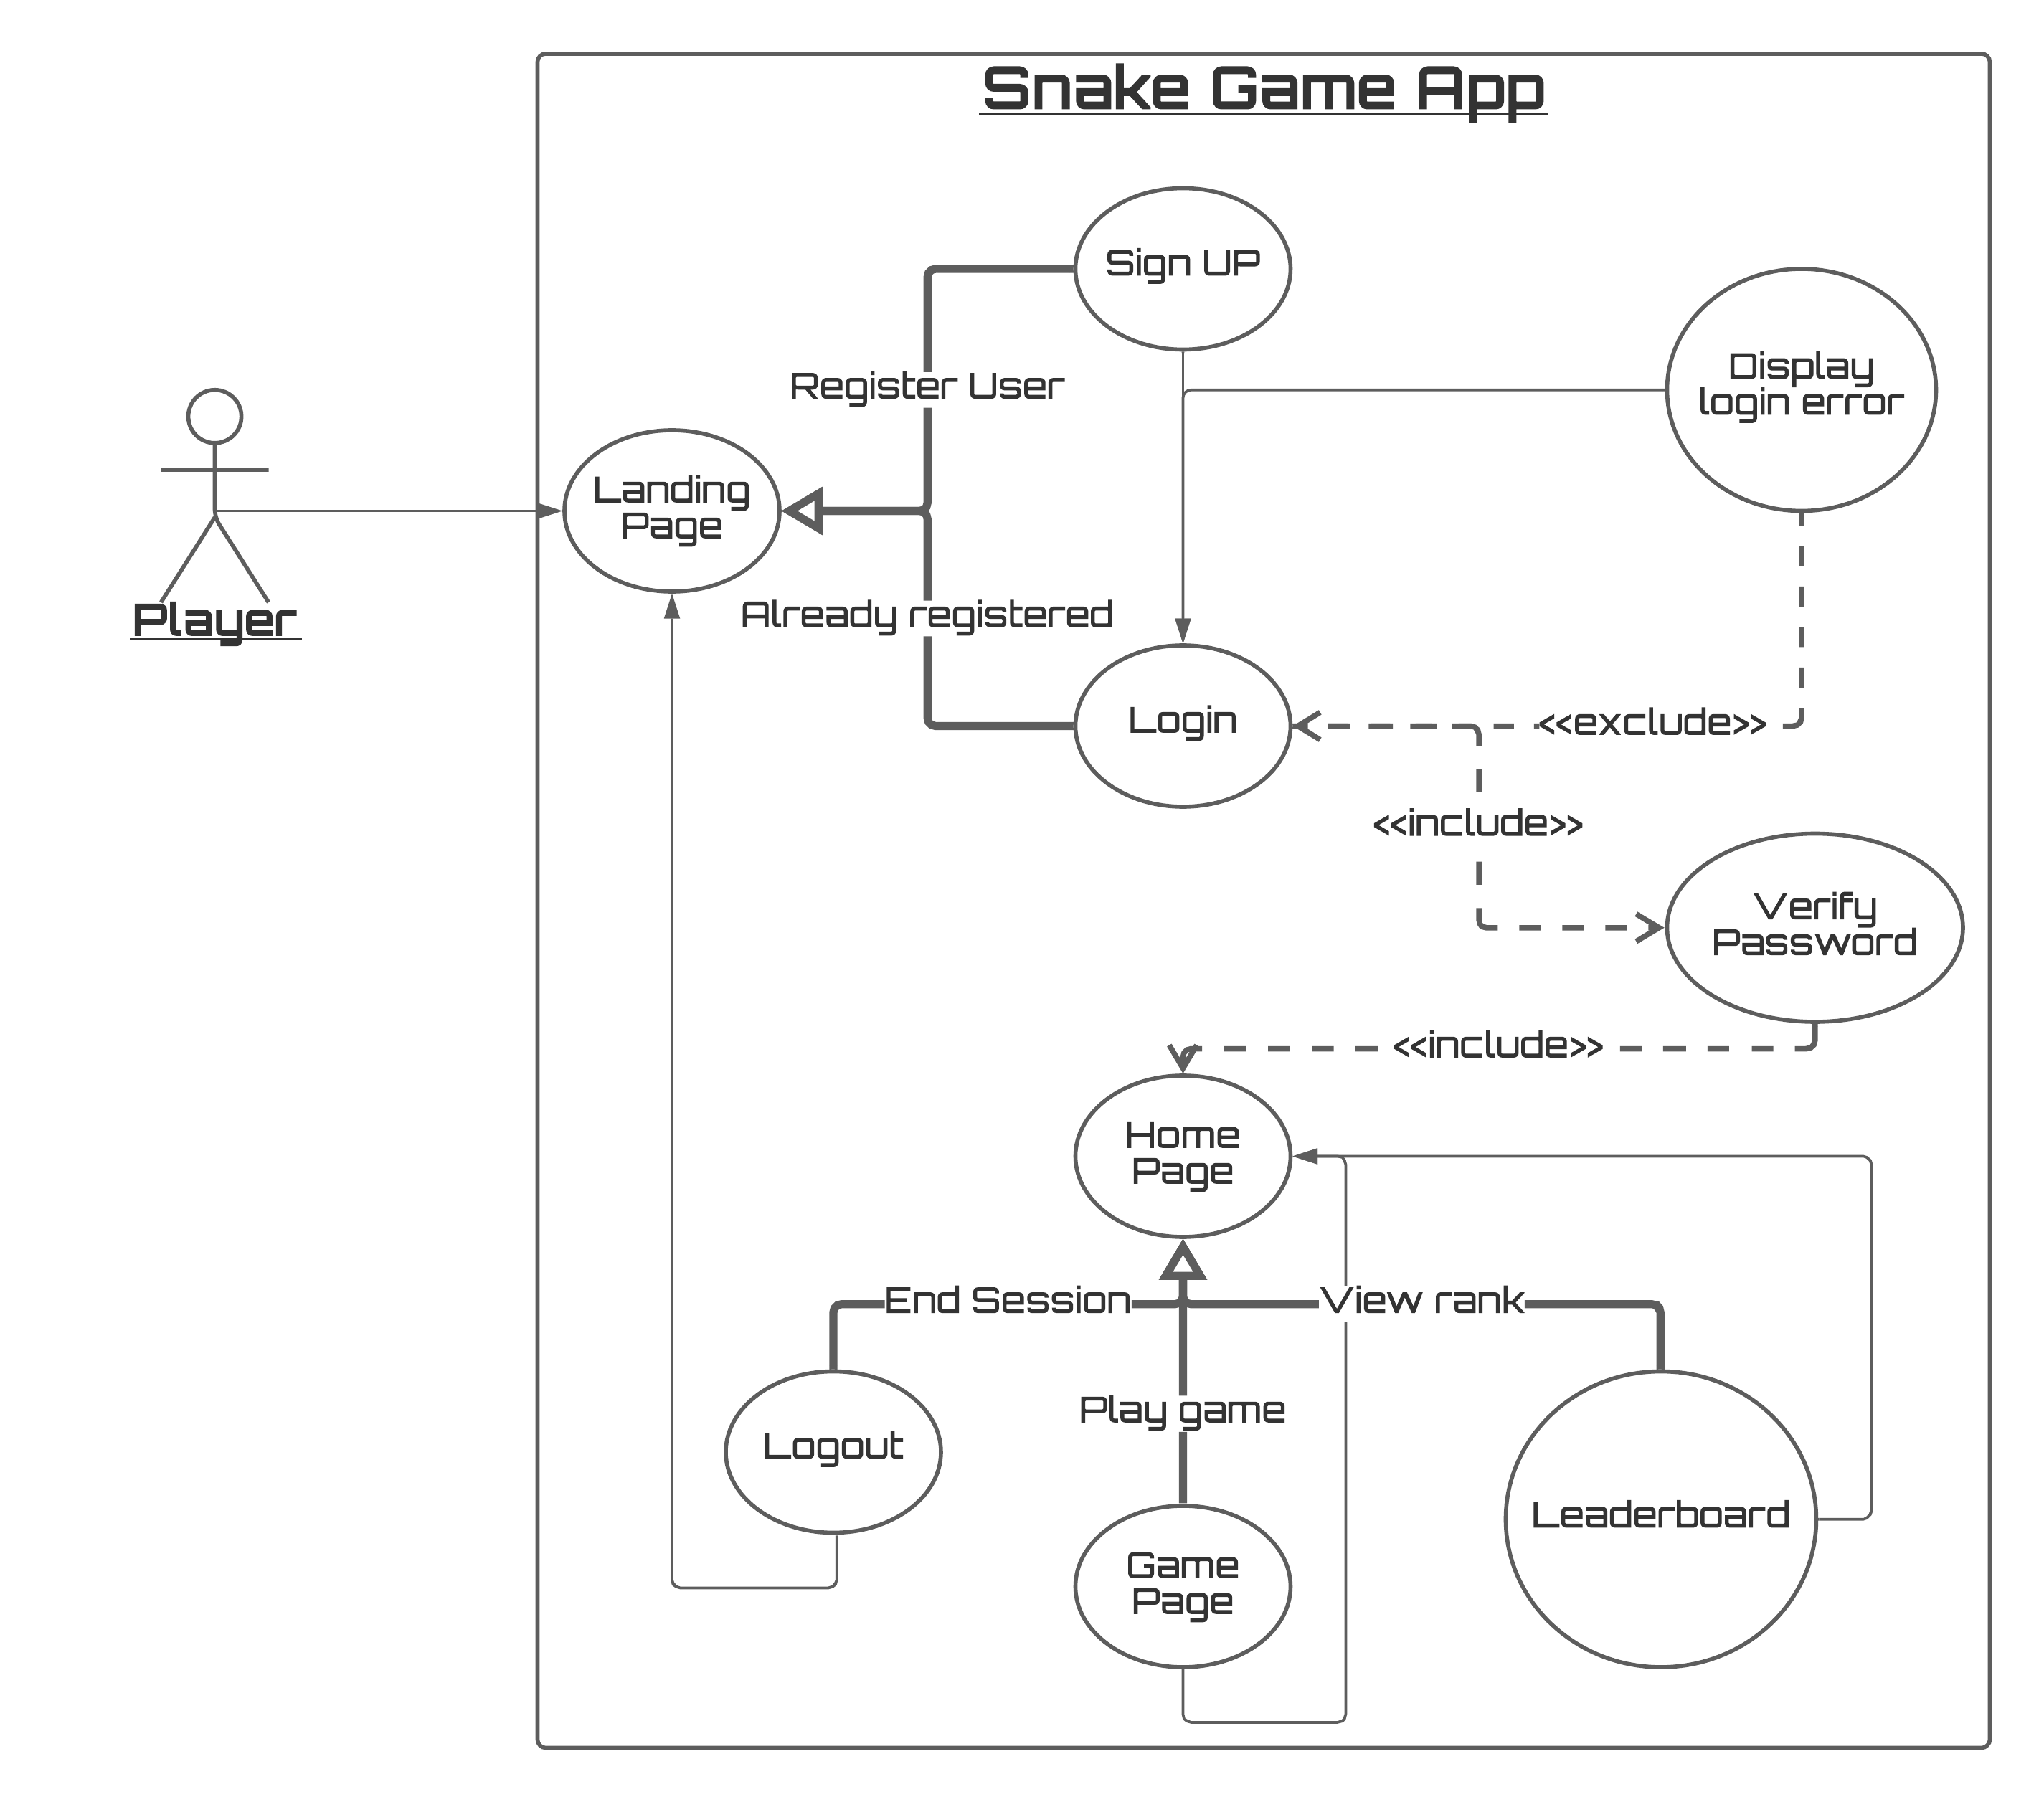 Snake Game App
Sign UP
Display
login error
Register User
Landing
Page
Player
Already registered
Login
<<exclude>>
<<include>>
Verify
Password
<<include>>
Home
Page
End Session
View rank
Play game
Logout
Leaderboard
Game
Page